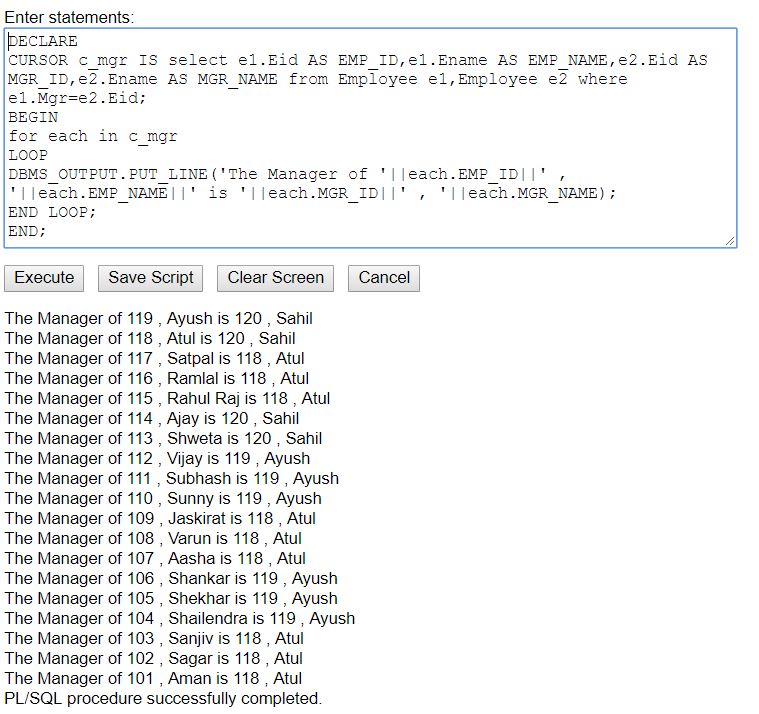 Enter statements:
DECLARE
CURSOR c_mgr IS select e1.Eid AS EMP_ID,e1.Ename AS EMP_NAME,e2.Eid AS
MGR_ID,e2.Ename AS MGR_NAME from Employee e1,Employee e2 where
e1.Mgr=e2.Eid;
BEGIN
for each in c_mgr
LOOP
DBMS_OUTPUT.PUT_LINE('The Manager of '||each.EMP_ID||' ,
'||each.EMP_NAME||' is '||each.MGR_ID||' , '||each.MGR_NAME);
END LOOP;
END;
Execute Save Script Clear Screen Cancel
The Manager of 119 , Ayush is 120 , Sahil
The Manager of 118 , Atul is 120 , Sahil
The Manager of 117 , Satpal is 118 , Atul
The Manager of 116 , Ramlal is 118 , Atul
The Manager of 115 , Rahul Raj is 118 , Atul
The Manager of 114 , Ajay is 120 , Sahil
The Manager of 113 , Shweta is 120 , Sahil
The Manager of 112 , Vijay is 119 , Ayush
The Manager of 111 , Subhash is 119 , Ayush
The Manager of 110 , Sunny is 119 , Ayush
The Manager of 109 , Jaskirat is 118 , Atul
The Manager of 108 , Varun is 118 , Atul
The Manager of 107 , Aasha is 118 , Atul
The Manager of 106 , Shankar is 119 , Ayush
The Manager of 105 , Shekhar is 119 , Ayush
The Manager of 104 , Shailendra is 119 , Ayush
The Manager of 103 , Sanjiv is 118 , Atul
The Manager of 102 , Sagar is 118 , Atul
The Manager of 101 , Aman is 118 , Atul
PL/SQL procedure successfully completed.